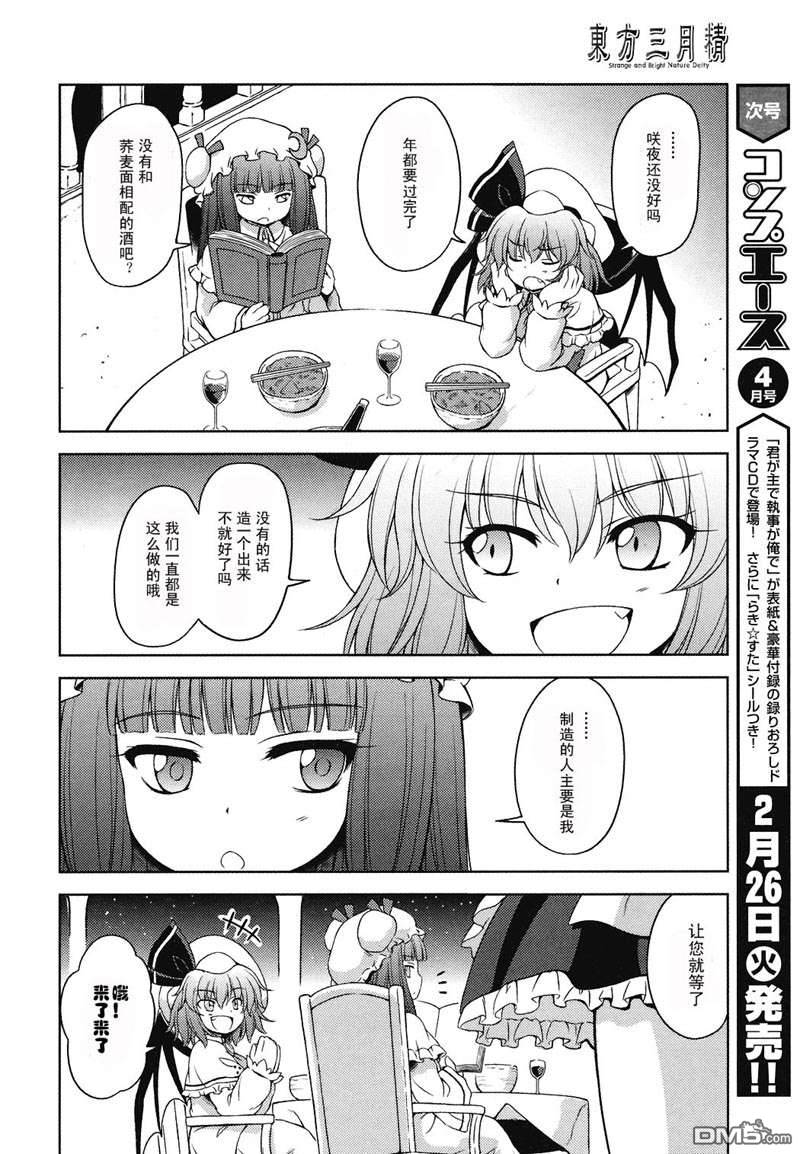 東方三月精
Strange and Bright Nature Deity
……
咲夜还没好吗
年都要过完了
没有和
荞麦面相配的酒吧？
没有的话
造一个出来
不就好了吗
我们一直都是
这么做的哦
……
制造的
人主要是我
让您就等了
哦！
来了来了
次号
コンプエース
4月号
「君が主で執事が俺で」が表紙&豪華付録の録りおろしド
ラマCDで登場！　さらに「らき☆すた」シールつき！
2月26日㊋発売!!
DM5.com